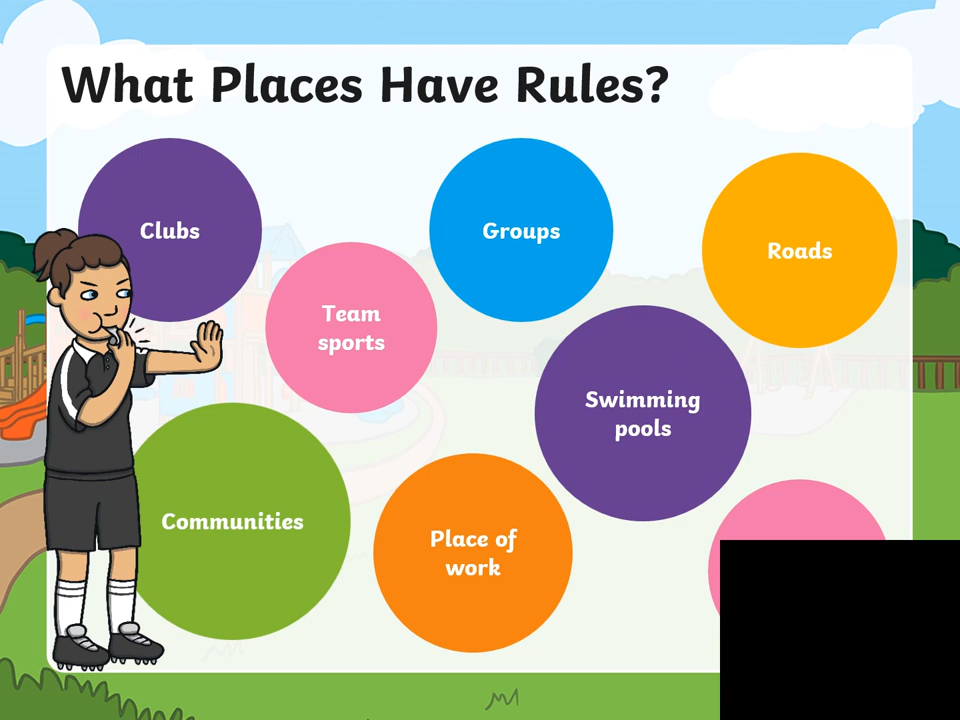 What Places Have Rules?
Clubs
Groups
Roads
Team
sports
Swimming
pools
Communities
Place of
work